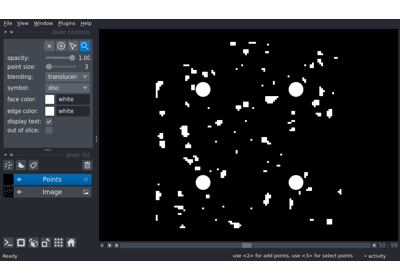 File View Window Plugins Help
layer controls
opacity: 1.00
point size: 3
blending: translucen
symbol: disc
face color: white
edge color: white
display text:
out of slice:
layer list
Points
Image
50 99
Ready
use <2> for add points, use <3> for select points
activity